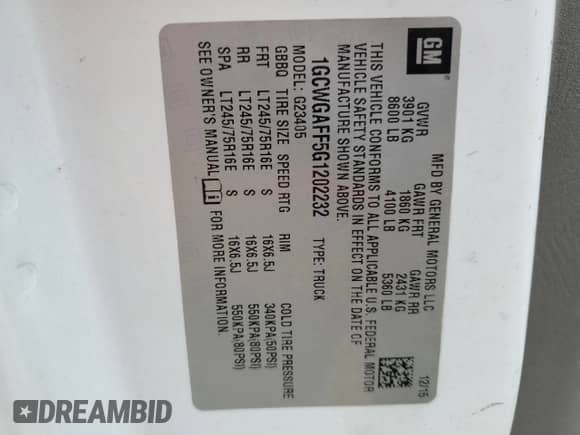 GM
MFD BY GENERAL MOTORS LLC 12/15
GVWR GAWR FRT GAWR RR
3901 KG 1860 KG 2431 KG
8600 LB 4100 LB 5360 LB
THIS VEHICLE CONFORMS TO ALL APPLICABLE U.S. FEDERAL MOTOR
VEHICLE SAFETY STANDARDS IN EFFECT ON THE DATE OF
MANUFACTURE SHOWN ABOVE.
1GCWGAFF5G1202232 TYPE: TRUCK
MODEL: G23405
GBBQ TIRE SIZE SPEED RTG RIM COLD TIRE PRESSURE
FRT LT245/75R16E S 16X6.5J 340KPA(50PSI)
RR LT245/75R16E S 16X6.5J 550KPA(80PSI)
SPA LT245/75R16E S 16X6.5J 550KPA(80PSI)
SEE OWNER'S MANUAL FOR MORE INFORMATION.
DREAMBID